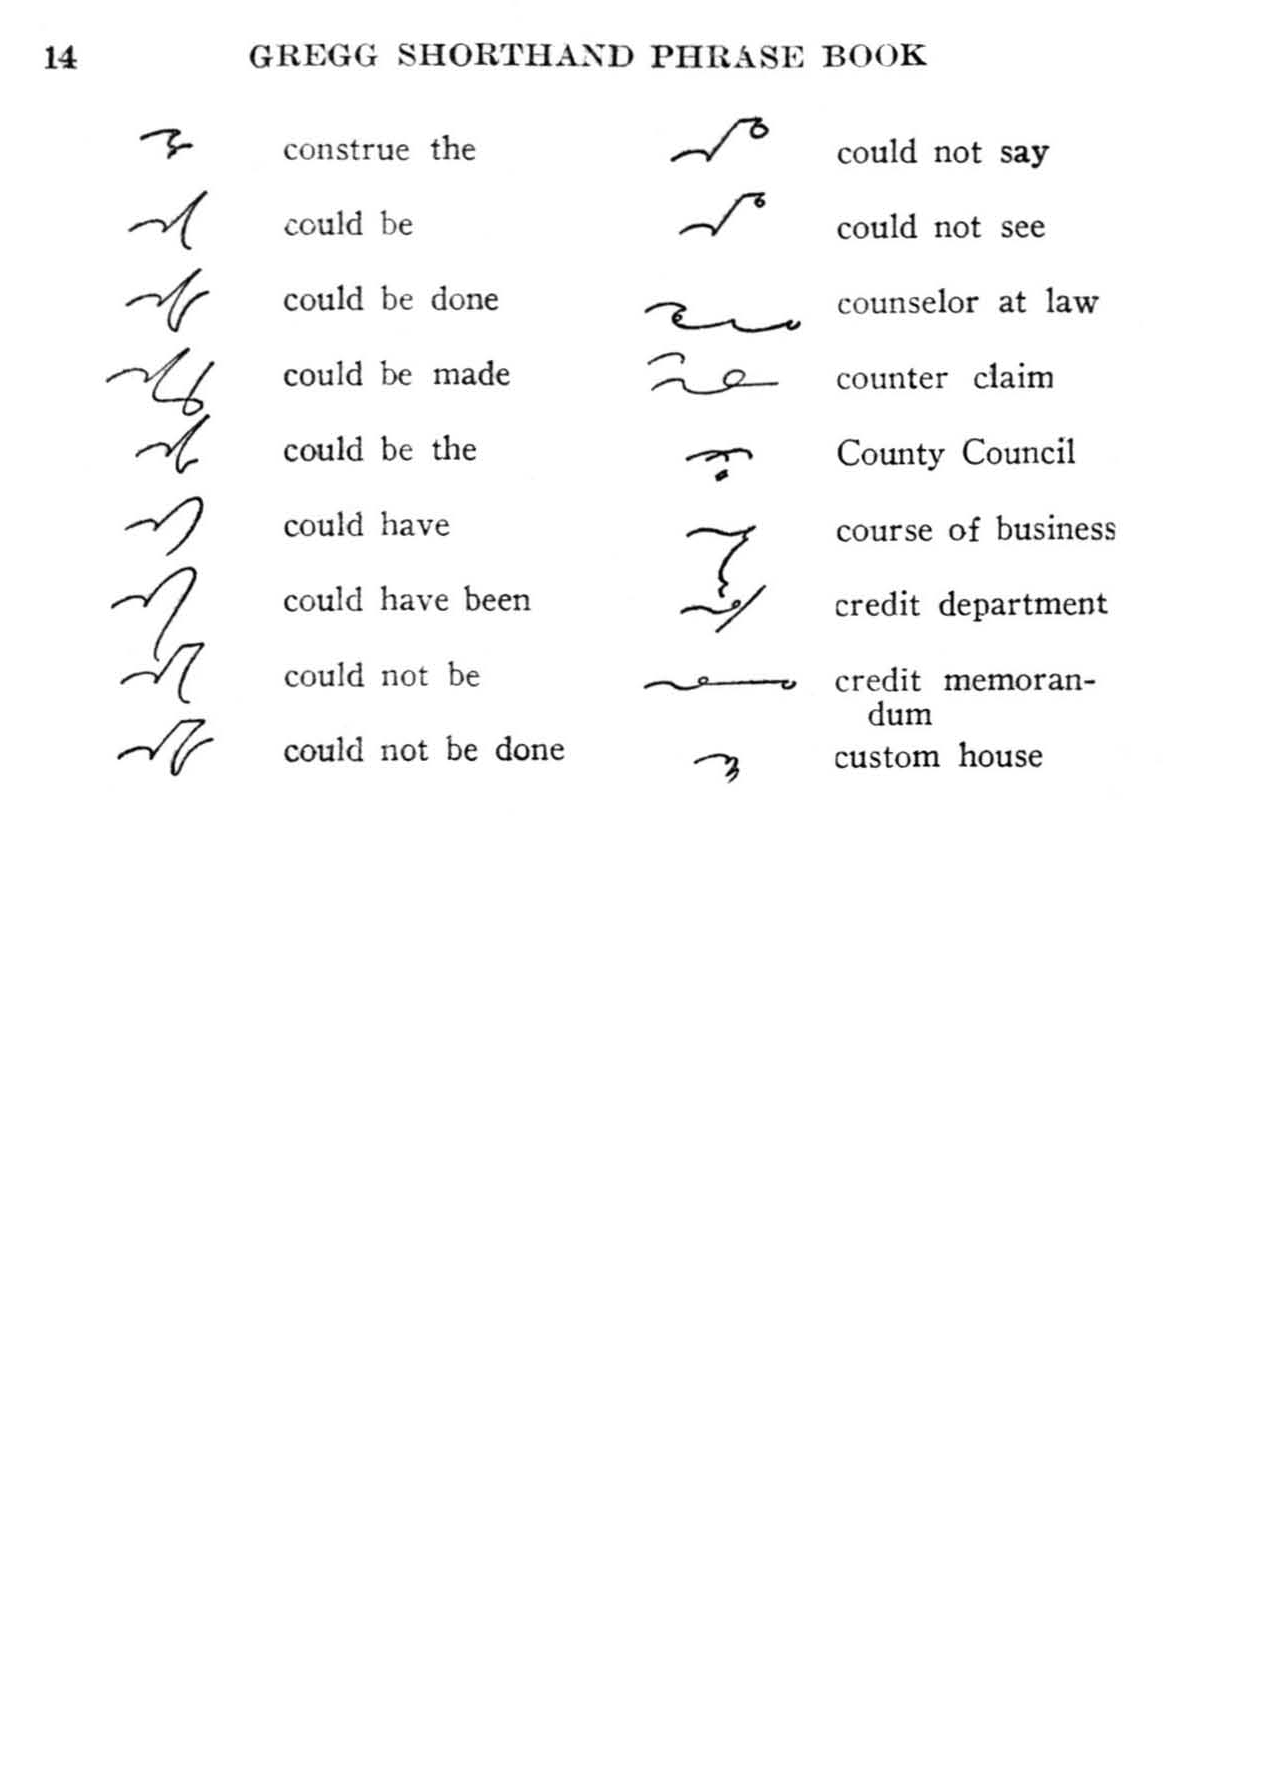 14 GREGG SHORTHAND PHRASE BOOK
construe the
could be
could be done
could be made
could be the
could have
could have been
could not be
could not be done
could not say
could not see
counselor at law
counter claim
County Council
course of business
credit department
credit memoran-
dum
custom house